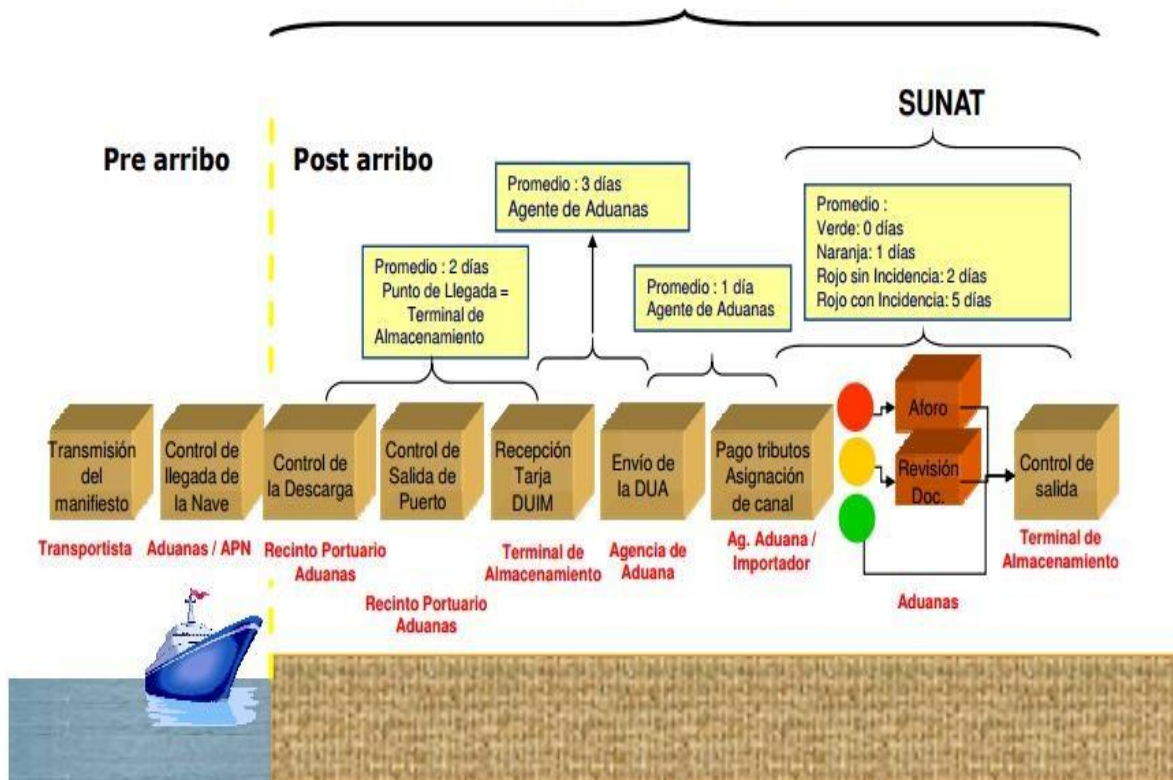 SUNAT
Pre arribo
Post arribo
Promedio : 3 días
Agente de Aduanas
Promedio :
Verde: 0 días
Naranja: 1 días
Rojo sin Incidencia: 2 días
Rojo con Incidencia: 5 días
Promedio : 2 días
Punto de Llegada =
Terminal de
Almacenamiento
Promedio : 1 día
Agente de Aduanas
Transmisión
del
manifiesto
Transportista
Control de
llegada de
la Nave
Aduanas / APN
Control de
la Descarga
Recinto Portuario
Aduanas
Control de
Salida de
Puerto
Recinto Portuario
Aduanas
Recepción
Tarja
DUIM
Terminal de
Almacenamiento
Envío de
la DUA
Agencia de
Aduana
Pago tributos
Asignación
de canal
Ag. Aduana /
Importador
Aforo
Revisión
Doc.
Aduanas
Control de
salida
Terminal de
Almacenamiento